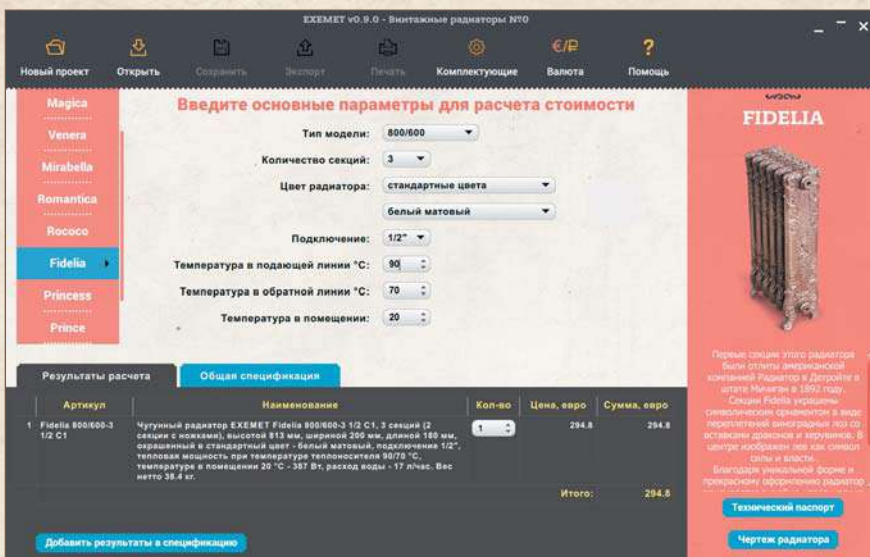 EXEMET v0.9.0 - Винтажные радиаторы №0
Новый проект
Открыть
Сохранить
Экспорт
Печать
Комплектующие
€/₽
Валюта
?
Помощь
Magica
Venera
Mirabella
Romantica
Rococo
Fidelia
Princess
Prince
Введите основные параметры для расчета стоимости
Тип модели: 800/600
Количество секций: 3
Цвет радиатора: стандартные цвета
белый матовый
Подключение: 1/2"
Температура в подающей линии °C: 90
Температура в обратной линии °C: 70
Температура в помещении: 20
FIDELIA
Первые секции этого радиатора
были отлиты американской
компанией Радиатор в Детройте в
штате Мичиган в 1892 году.
Секции Fidelia украшены
символическим орнаментом в виде
переплетений виноградных лоз со
вставками драконов и херувимов. В
центре изображен лев как символ
силы и власти.
Благодаря уникальной форме и
прекрасному оформлению радиатор
Технический паспорт
Чертеж радиатора
Результаты расчета
Общая спецификация
Артикул Наименование Кол-во Цена, евро Сумма, евро
1 Fidelia 800/600-3 Чугунный радиатор EXEMET Fidelia 800/600-3 1/2 C1, 3 секций (2 1 294.8 294.8
1/2 C1 секции с ножками), высотой 813 мм, шириной 200 мм, длиной 180 мм,
окрашенный в стандартный цвет - белый матовый, подключение 1/2",
тепловая мощность при температуре теплоносителя 90/70 °C,
температуре в помещении 20 °C - 387 Вт, расход воды - 17 л/час. Вес
нетто 38.4 кг.
Итого: 294.8
Добавить результаты в спецификацию